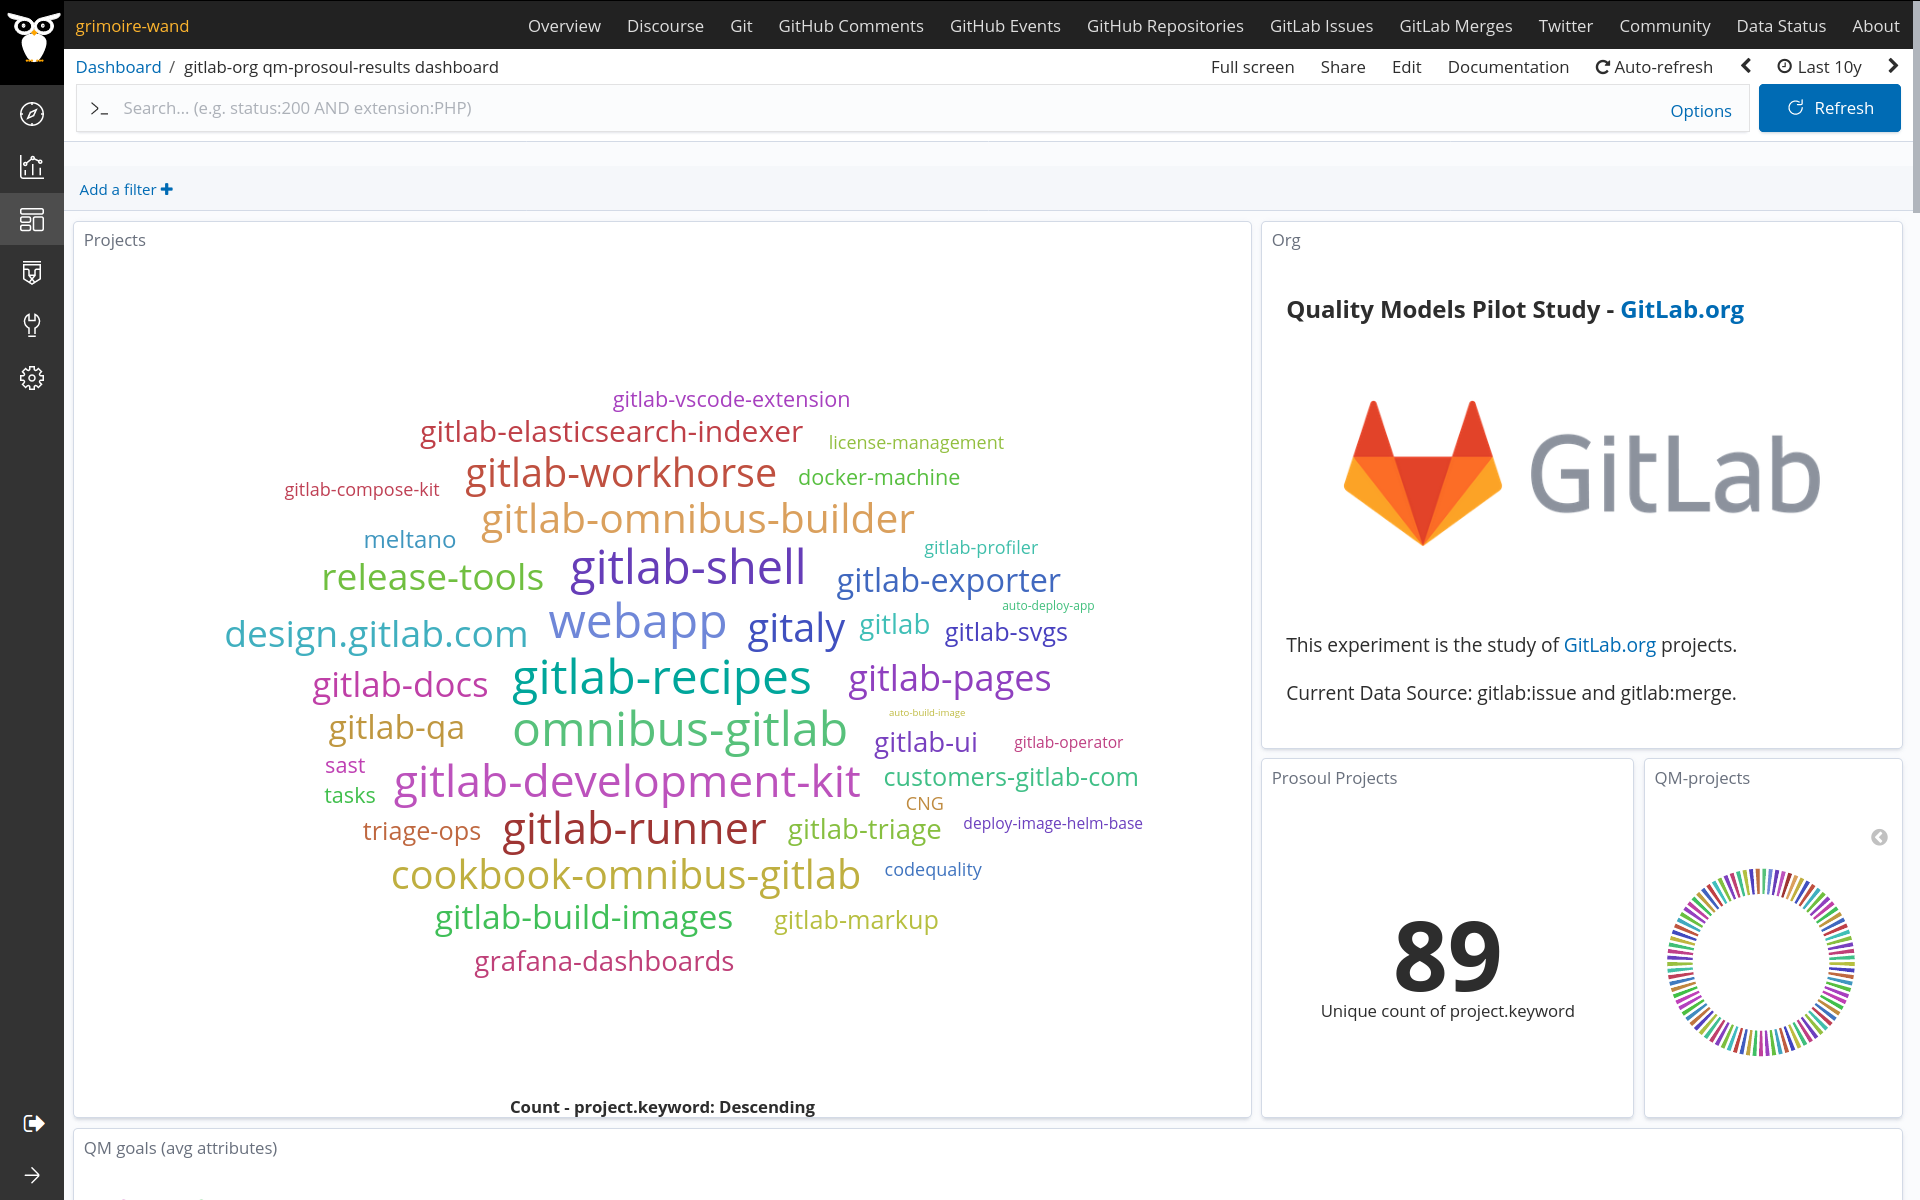 grimoire-wand
Overview Discourse Git GitHub Comments GitHub Events GitHub Repositories GitLab Issues GitLab Merges Twitter Community Data Status About
Dashboard / gitlab-org qm-prosoul-results dashboard
Full screen Share Edit Documentation Auto-refresh Last 10y
>_ Search... (e.g. status:200 AND extension:PHP)
Options
Refresh
Add a filter
Projects
gitlab-vscode-extension
gitlab-elasticsearch-indexer
license-management
gitlab-workhorse
docker-machine
gitlab-compose-kit
gitlab-omnibus-builder
meltano
gitlab-profiler
gitlab-shell
release-tools
gitlab-exporter
auto-deploy-app
webapp
gitaly
gitlab
gitlab-svgs
design.gitlab.com
gitlab-recipes
gitlab-docs
gitlab-pages
auto-build-image
gitlab-qa
omnibus-gitlab
gitlab-ui
gitlab-operator
sast
gitlab-development-kit
customers-gitlab-com
tasks
CNG
triage-ops
gitlab-runner
gitlab-triage
deploy-image-helm-base
cookbook-omnibus-gitlab
codequality
gitlab-build-images
gitlab-markup
grafana-dashboards
Count - project.keyword: Descending
Org
Quality Models Pilot Study - GitLab.org
GitLab
This experiment is the study of GitLab.org projects.
Current Data Source: gitlab:issue and gitlab:merge.
Prosoul Projects
89
Unique count of project.keyword
QM-projects
QM goals (avg attributes)